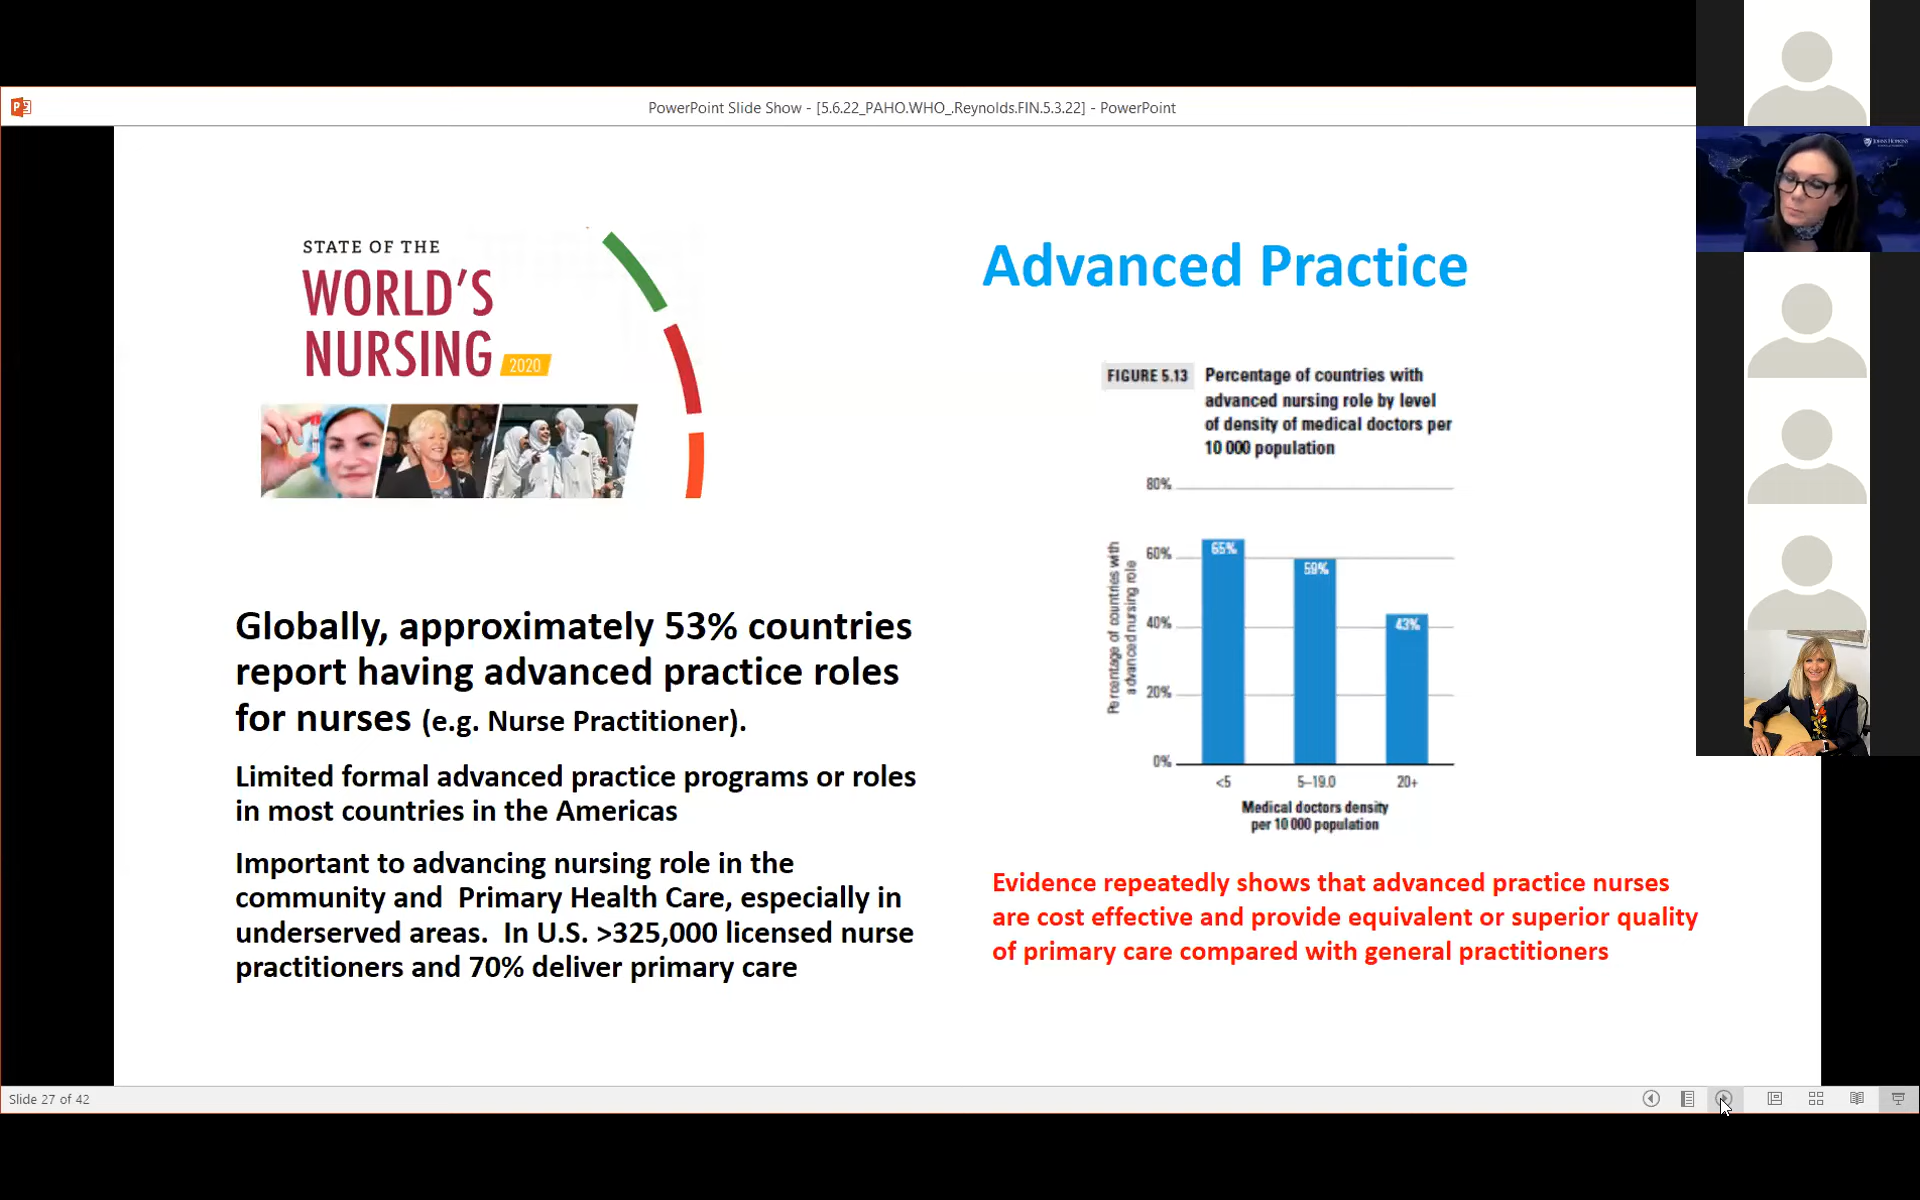 PowerPoint Slide Show - [5.6.22_PAHO.WHO_.Reynolds.FIN.5.3.22] - PowerPoint
STATE OF THE
WORLD'S
NURSING 2020
Globally, approximately 53% countries
report having advanced practice roles
for nurses (e.g. Nurse Practitioner).
Limited formal advanced practice programs or roles
in most countries in the Americas
Important to advancing nursing role in the
community and  Primary Health Care, especially in
underserved areas.  In U.S. >325,000 licensed nurse
practitioners and 70% deliver primary care
Advanced Practice
FIGURE 5.13 Percentage of countries with
advanced nursing role by level
of density of medical doctors per
10 000 population
Percentage of countries with
advanced nursing role
80%
60%
40%
20%
0%
65%
59%
43%
<5
5–19.0
20+
Medical doctors density
per 10 000 population
Evidence repeatedly shows that advanced practice nurses
are cost effective and provide equivalent or superior quality
of primary care compared with general practitioners
JOHNS HOPKINS
Slide 27 of 42